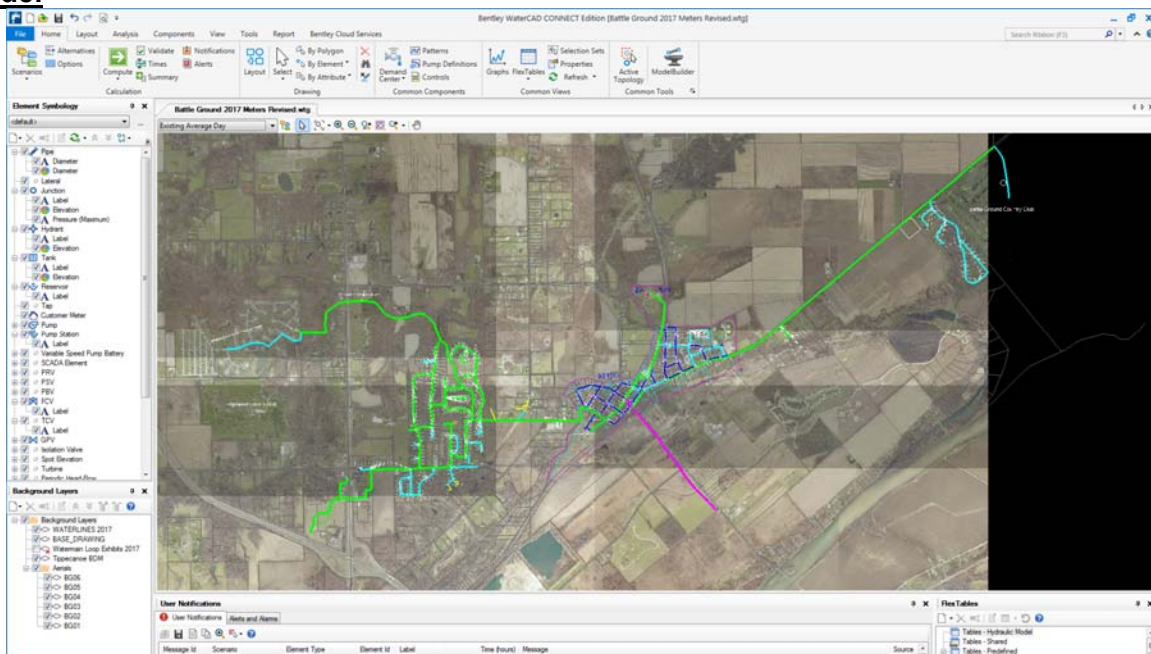 Bentley WaterCAD CONNECT Edition [Battle Ground 2017 Meters Revised.wtg]
File Home Layout Analysis Components View Tools Report Bentley Cloud Services Search Ribbon (F3)
Scenarios
Alternatives
Options
Compute
Validate
Times
Summary
Notifications
Alerts
Calculation
Layout
Select
By Polygon
By Element
By Attribute
Drawing
Demand Center
Patterns
Pump Definitions
Controls
Common Components
Graphs
FlexTables
Selection Sets
Properties
Refresh
Common Views
Active Topology
ModelBuilder
Common Tools
Element Symbology
<default>
Pipe
Diameter
Diameter
Lateral
Junction
Label
Elevation
Pressure (Maximum)
Hydrant
Label
Elevation
Tank
Label
Elevation
Reservoir
Label
Tap
Customer Meter
Pump
Pump Station
Label
Variable Speed Pump Battery
SCADA Element
PRV
PSV
PBV
FCV
Label
TCV
Label
GPV
Isolation Valve
Spot Elevation
Turbine
Periodic Head-Flow
Battle Ground 2017 Meters Revised.wtg
Existing Average Day
Battle Ground Country Club
Background Layers
Background Layers
WATERLINES 2017
BASE_DRAWING
Watermain Loop Exhibits 2017
Tippecanoe BDM
Aerials
BG06
BG05
BG04
BG03
BG02
BG01
User Notifications
User Notifications Alerts and Alarms
Message Id Scenario Element Type Element Id Label Time (hours) Message Source
FlexTables
Tables - Hydraulic Model
Tables - Shared
Tables - Predefined